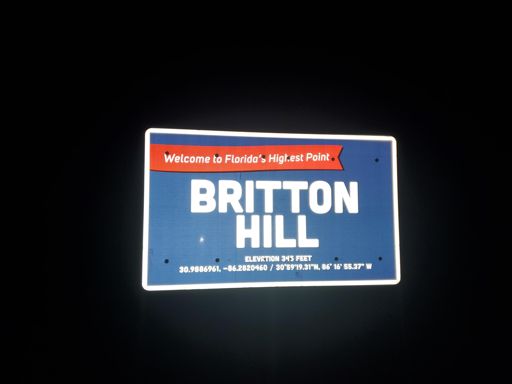 Welcome to Florida's Highest Point
BRITTON
HILL
ELEVATION 345 FEET
30.9886961, -86.2820460 / 30°59'19.31"N, 86° 16' 55.37" W